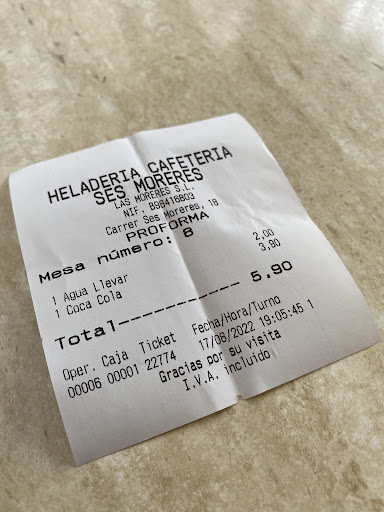 HELADERIA CAFETERIA
SES MORERES
LAS MORERES S.L.
NIF. B98416803
Carrer Ses Moreres, 18
PROFORMA
Mesa número: 8
1 Agua Llevar 2,00
1 Coca Cola 3,90
Total----------- 5,90
Oper. Caja Ticket Fecha/Hora/Turno
00006 00001 22774 17/08/2022 19:05:45 1
Gracias por su visita
I.V.A. incluido